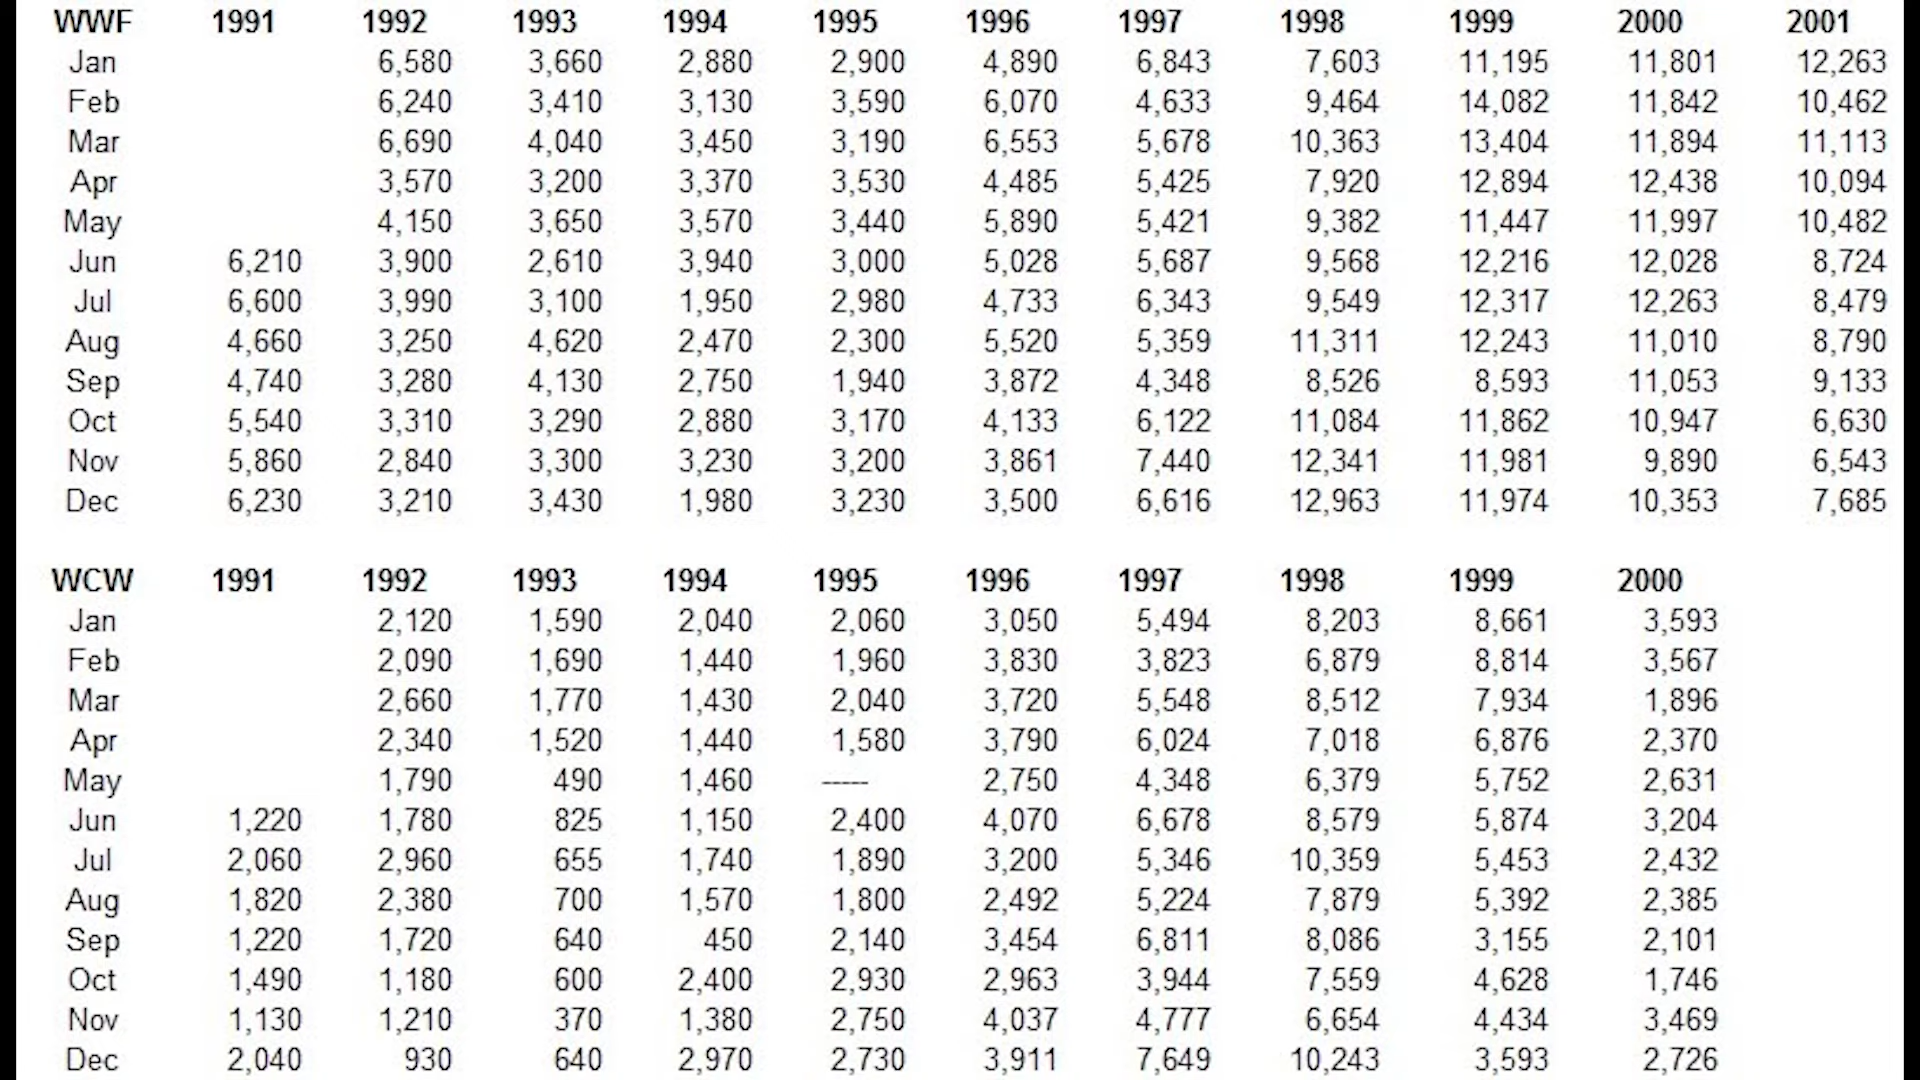 WWF 1991 1992 1993 1994 1995 1996 1997 1998 1999 2000 2001
Jan 6,580 3,660 2,880 2,900 4,890 6,843 7,603 11,195 11,801 12,263
Feb 6,240 3,410 3,130 3,590 6,070 4,633 9,464 14,082 11,842 10,462
Mar 6,690 4,040 3,450 3,190 6,553 5,678 10,363 13,404 11,894 11,113
Apr 3,570 3,200 3,370 3,530 4,485 5,425 7,920 12,894 12,438 10,094
May 4,150 3,650 3,570 3,440 5,890 5,421 9,382 11,447 11,997 10,482
Jun 6,210 3,900 2,610 3,940 3,000 5,028 5,687 9,568 12,216 12,028 8,724
Jul 6,600 3,990 3,100 1,950 2,980 4,733 6,343 9,549 12,317 12,263 8,479
Aug 4,660 3,250 4,620 2,470 2,300 5,520 5,359 11,311 12,243 11,010 8,790
Sep 4,740 3,280 4,130 2,750 1,940 3,872 4,348 8,526 8,593 11,053 9,133
Oct 5,540 3,310 3,290 2,880 3,170 4,133 6,122 11,084 11,862 10,947 6,630
Nov 5,860 2,840 3,300 3,230 3,200 3,861 7,440 12,341 11,981 9,890 6,543
Dec 6,230 3,210 3,430 1,980 3,230 3,500 6,616 12,963 11,974 10,353 7,685
WCW 1991 1992 1993 1994 1995 1996 1997 1998 1999 2000
Jan 2,120 1,590 2,040 2,060 3,050 5,494 8,203 8,661 3,593
Feb 2,090 1,690 1,440 1,960 3,830 3,823 6,879 8,814 3,567
Mar 2,660 1,770 1,430 2,040 3,720 5,548 8,512 7,934 1,896
Apr 2,340 1,520 1,440 1,580 3,790 6,024 7,018 6,876 2,370
May 1,790 490 1,460 ----- 2,750 4,348 6,379 5,752 2,631
Jun 1,220 1,780 825 1,150 2,400 4,070 6,678 8,579 5,874 3,204
Jul 2,060 2,960 655 1,740 1,890 3,200 5,346 10,359 5,453 2,432
Aug 1,820 2,380 700 1,570 1,800 2,492 5,224 7,879 5,392 2,385
Sep 1,220 1,720 640 450 2,140 3,454 6,811 8,086 3,155 2,101
Oct 1,490 1,180 600 2,400 2,930 2,963 3,944 7,559 4,628 1,746
Nov 1,130 1,210 370 1,380 2,750 4,037 4,777 6,654 4,434 3,469
Dec 2,040 930 640 2,970 2,730 3,911 7,649 10,243 3,593 2,726